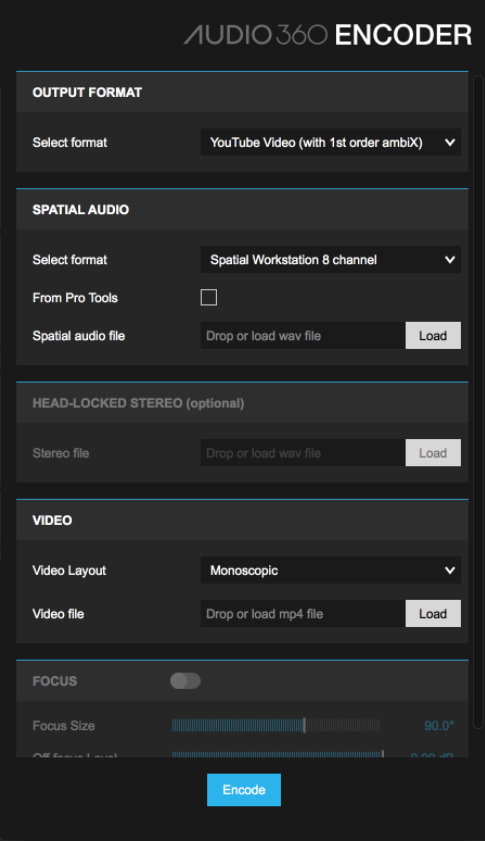 AUDIO360 ENCODER
OUTPUT FORMAT
Select format YouTube Video (with 1st order ambiX)
SPATIAL AUDIO
Select format Spatial Workstation 8 channel
From Pro Tools
Spatial audio file Drop or load wav file Load
HEAD-LOCKED STEREO (optional)
Stereo file Drop or load wav file Load
VIDEO
Video Layout Monoscopic
Video file Drop or load mp4 file Load
FOCUS
Focus Size 90.0°
Off-focus Level 0.00 dB
Encode